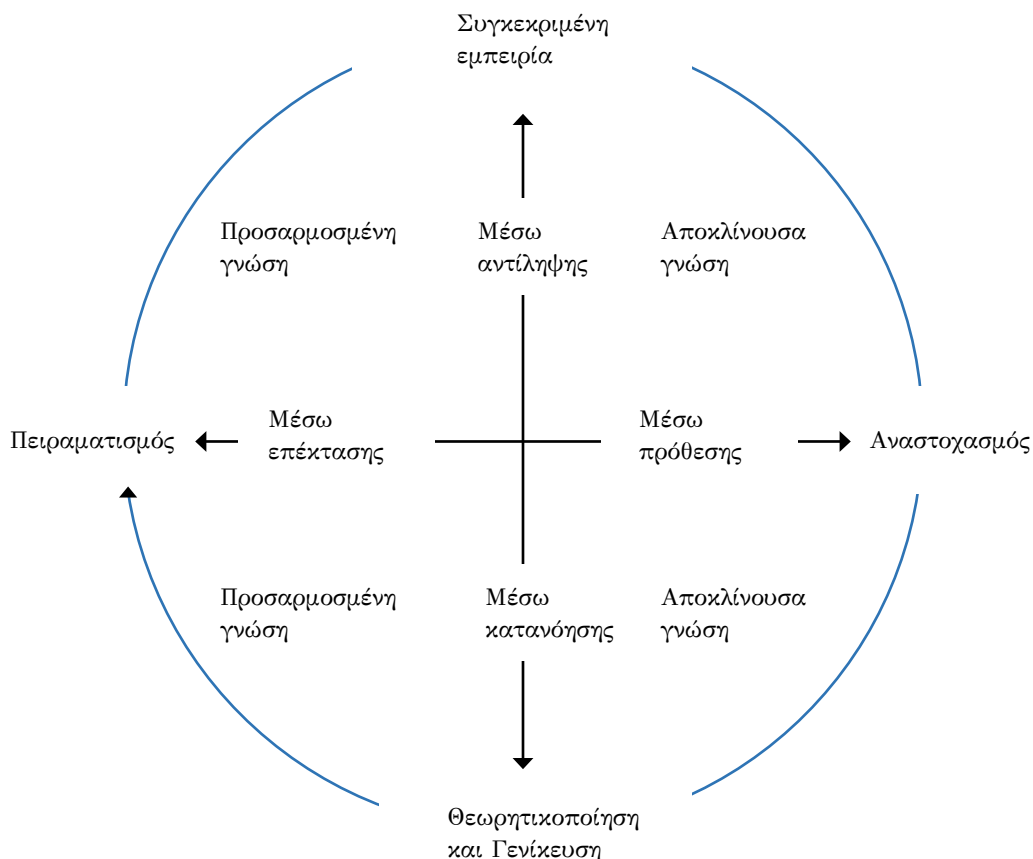 Συγκεκριμένη
εμπειρία
Προσαρμοσμένη
γνώση
Μέσω
αντίληψης
Αποκλίνουσα
γνώση
Πειραματισμός
Μέσω
επέκτασης
Μέσω
πρόθεσης
Αναστοχασμός
Προσαρμοσμένη
γνώση
Μέσω
κατανόησης
Αποκλίνουσα
γνώση
Θεωρητικοποίηση
και Γενίκευση